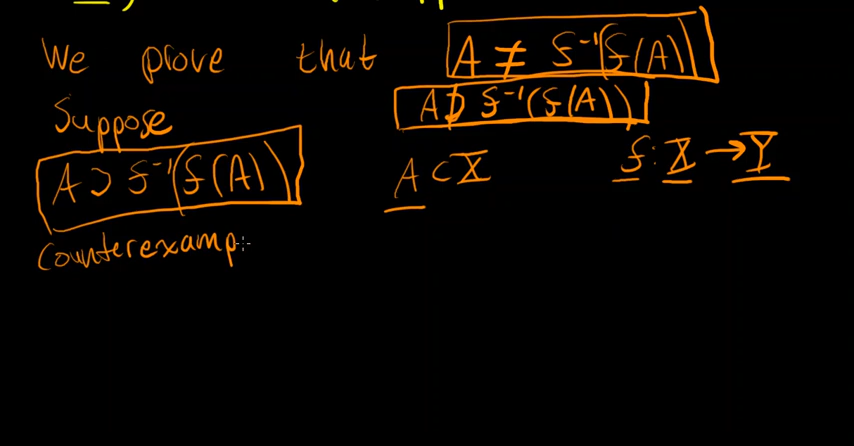 We prove that A ≠ f⁻¹(f(A))
Suppose A ⊅ f⁻¹(f(A))
A ⊃ f⁻¹(f(A)) A ⊂ X f: X → Y
Counterexamp